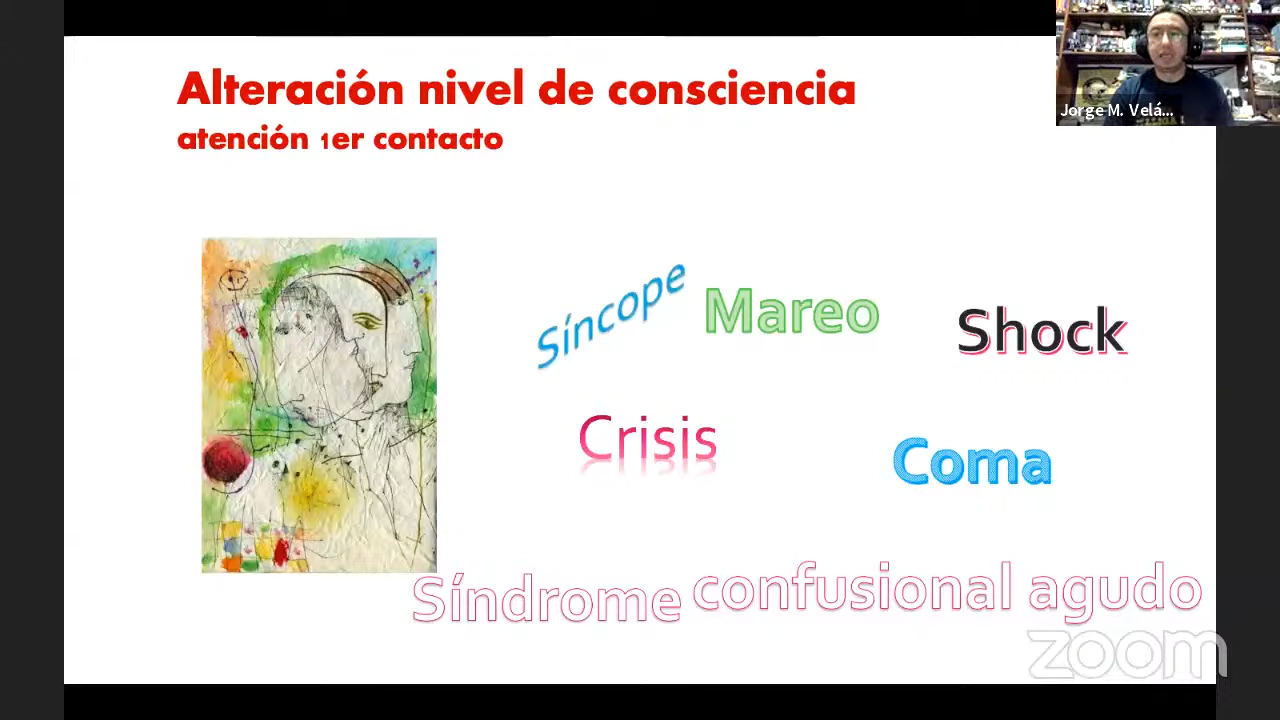 Alteración nivel de consciencia
atención 1er contacto
Jorge M. Velá...
Síncope
Mareo
Shock
Crisis
Coma
Síndrome confusional agudo
zoom